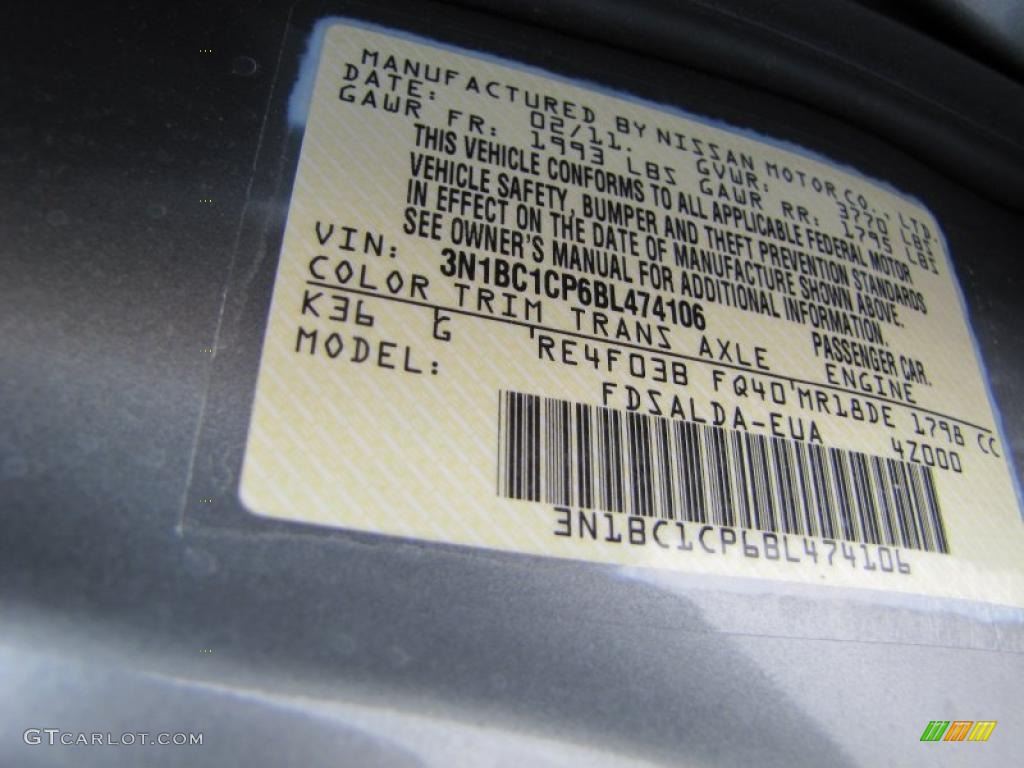 MANUFACTURED BY NISSAN MOTOR CO., LTD.
DATE: 02/11. GVWR: 3770 LBS
GAWR FR: 1993 LBS GAWR RR: 1795 LBS
THIS VEHICLE CONFORMS TO ALL APPLICABLE FEDERAL MOTOR
VEHICLE SAFETY, BUMPER AND THEFT PREVENTION STANDARDS
IN EFFECT ON THE DATE OF MANUFACTURE SHOWN ABOVE.
SEE OWNER'S MANUAL FOR ADDITIONAL INFORMATION.
VIN: 3N1BC1CP6BL474106 PASSENGER CAR.
COLOR TRIM TRANS AXLE ENGINE
K36 G RE4F03B FQ40 MR18DE 1798 CC
MODEL: FDSALDA-EUA 4Z000
3N1BC1CP6BL474106
GTCARLOT.COM